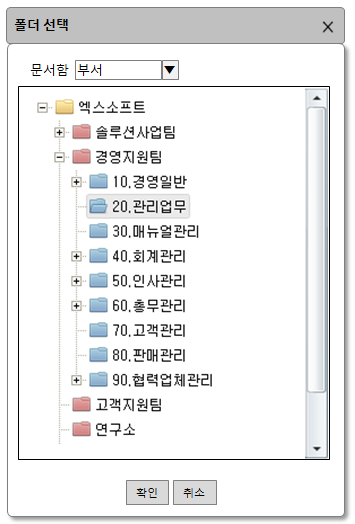 폴더 선택
문서함 부서
엑스소프트
솔루션사업팀
경영지원팀
10.경영일반
20.관리업무
30.매뉴얼관리
40.회계관리
50.인사관리
60.총무관리
70.고객관리
80.판매관리
90.협력업체관리
고객지원팀
연구소
확인 취소